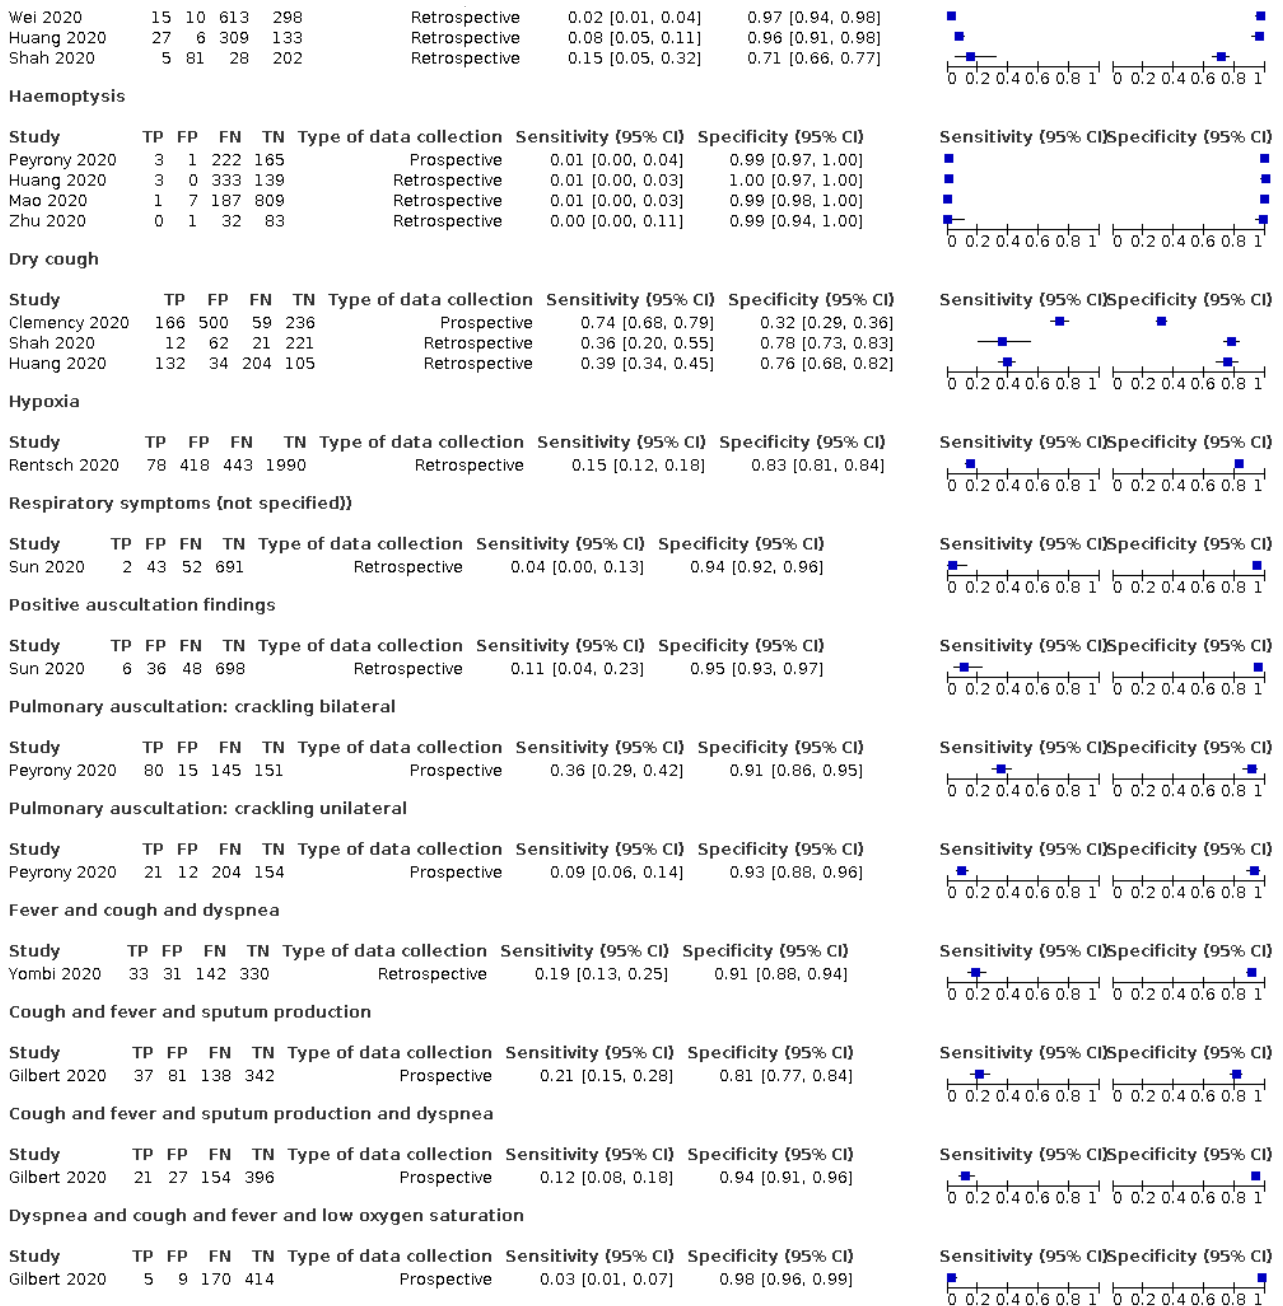 Wei 2020 15 10 613 298 Retrospective 0.02 [0.01, 0.04] 0.97 [0.94, 0.98]
Huang 2020 27 6 309 133 Retrospective 0.08 [0.05, 0.11] 0.96 [0.91, 0.98]
Shah 2020 5 81 28 202 Retrospective 0.15 [0.05, 0.32] 0.71 [0.66, 0.77]
0 0.2 0.4 0.6 0.8 1 0 0.2 0.4 0.6 0.8 1
Haemoptysis
Study TP FP FN TN Type of data collection Sensitivity (95% CI) Specificity (95% CI) Sensitivity (95% CI)Specificity (95% CI)
Peyrony 2020 3 1 222 165 Prospective 0.01 [0.00, 0.04] 0.99 [0.97, 1.00]
Huang 2020 3 0 333 139 Retrospective 0.01 [0.00, 0.03] 1.00 [0.97, 1.00]
Mao 2020 1 7 187 809 Retrospective 0.01 [0.00, 0.03] 0.99 [0.98, 1.00]
Zhu 2020 0 1 32 83 Retrospective 0.00 [0.00, 0.11] 0.99 [0.94, 1.00]
0 0.2 0.4 0.6 0.8 1 0 0.2 0.4 0.6 0.8 1
Dry cough
Study TP FP FN TN Type of data collection Sensitivity (95% CI) Specificity (95% CI) Sensitivity (95% CI)Specificity (95% CI)
Clemency 2020 166 500 59 236 Prospective 0.74 [0.68, 0.79] 0.32 [0.29, 0.36]
Shah 2020 12 62 21 221 Retrospective 0.36 [0.20, 0.55] 0.78 [0.73, 0.83]
Huang 2020 132 34 204 105 Retrospective 0.39 [0.34, 0.45] 0.76 [0.68, 0.82]
0 0.2 0.4 0.6 0.8 1 0 0.2 0.4 0.6 0.8 1
Hypoxia
Study TP FP FN TN Type of data collection Sensitivity (95% CI) Specificity (95% CI) Sensitivity (95% CI)Specificity (95% CI)
Rentsch 2020 78 418 443 1990 Retrospective 0.15 [0.12, 0.18] 0.83 [0.81, 0.84]
0 0.2 0.4 0.6 0.8 1 0 0.2 0.4 0.6 0.8 1
Respiratory symptoms (not specified))
Study TP FP FN TN Type of data collection Sensitivity (95% CI) Specificity (95% CI) Sensitivity (95% CI)Specificity (95% CI)
Sun 2020 2 43 52 691 Retrospective 0.04 [0.00, 0.13] 0.94 [0.92, 0.96]
0 0.2 0.4 0.6 0.8 1 0 0.2 0.4 0.6 0.8 1
Positive auscultation findings
Study TP FP FN TN Type of data collection Sensitivity (95% CI) Specificity (95% CI) Sensitivity (95% CI)Specificity (95% CI)
Sun 2020 6 36 48 698 Retrospective 0.11 [0.04, 0.23] 0.95 [0.93, 0.97]
0 0.2 0.4 0.6 0.8 1 0 0.2 0.4 0.6 0.8 1
Pulmonary auscultation: crackling bilateral
Study TP FP FN TN Type of data collection Sensitivity (95% CI) Specificity (95% CI) Sensitivity (95% CI)Specificity (95% CI)
Peyrony 2020 80 15 145 151 Prospective 0.36 [0.29, 0.42] 0.91 [0.86, 0.95]
0 0.2 0.4 0.6 0.8 1 0 0.2 0.4 0.6 0.8 1
Pulmonary auscultation: crackling unilateral
Study TP FP FN TN Type of data collection Sensitivity (95% CI) Specificity (95% CI) Sensitivity (95% CI)Specificity (95% CI)
Peyrony 2020 21 12 204 154 Prospective 0.09 [0.06, 0.14] 0.93 [0.88, 0.96]
0 0.2 0.4 0.6 0.8 1 0 0.2 0.4 0.6 0.8 1
Fever and cough and dyspnea
Study TP FP FN TN Type of data collection Sensitivity (95% CI) Specificity (95% CI) Sensitivity (95% CI)Specificity (95% CI)
Yombi 2020 33 31 142 330 Retrospective 0.19 [0.13, 0.25] 0.91 [0.88, 0.94]
0 0.2 0.4 0.6 0.8 1 0 0.2 0.4 0.6 0.8 1
Cough and fever and sputum production
Study TP FP FN TN Type of data collection Sensitivity (95% CI) Specificity (95% CI) Sensitivity (95% CI)Specificity (95% CI)
Gilbert 2020 37 81 138 342 Prospective 0.21 [0.15, 0.28] 0.81 [0.77, 0.84]
0 0.2 0.4 0.6 0.8 1 0 0.2 0.4 0.6 0.8 1
Cough and fever and sputum production and dyspnea
Study TP FP FN TN Type of data collection Sensitivity (95% CI) Specificity (95% CI) Sensitivity (95% CI)Specificity (95% CI)
Gilbert 2020 21 27 154 396 Prospective 0.12 [0.08, 0.18] 0.94 [0.91, 0.96]
0 0.2 0.4 0.6 0.8 1 0 0.2 0.4 0.6 0.8 1
Dyspnea and cough and fever and low oxygen saturation
Study TP FP FN TN Type of data collection Sensitivity (95% CI) Specificity (95% CI) Sensitivity (95% CI)Specificity (95% CI)
Gilbert 2020 5 9 170 414 Prospective 0.03 [0.01, 0.07] 0.98 [0.96, 0.99]
0 0.2 0.4 0.6 0.8 1 0 0.2 0.4 0.6 0.8 1